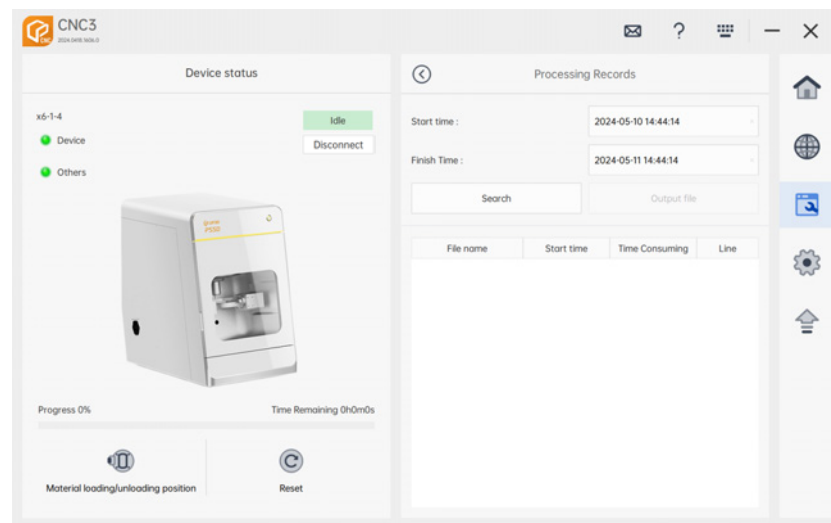 CNC3
Device status
Processing Records
x6-1-4
Idle
Device
Disconnect
Others
Start time :
2024-05-10 14:44:14
Finish Time :
2024-05-11 14:44:14
Search
Output file
File name Start time Time Consuming Line
Progress 0%
Time Remaining 0h0m0s
Material loading/unloading position
Reset